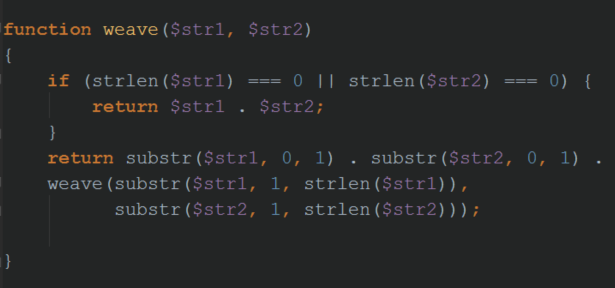 function weave($str1, $str2)
{
if (strlen($str1) === 0 || strlen($str2) === 0) {
return $str1 . $str2;
}
return substr($str1, 0, 1) . substr($str2, 0, 1) .
weave(substr($str1, 1, strlen($str1)),
substr($str2, 1, strlen($str2)));
}